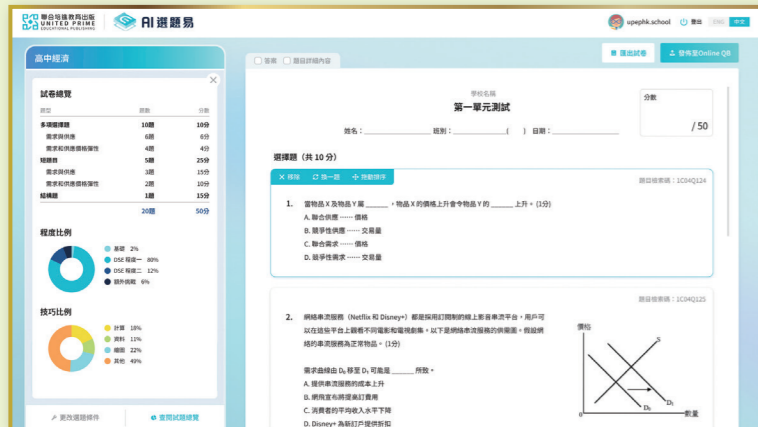 聯合培進教育出版
UNITED PRIME
EDUCATIONAL PUBLISHING
AI 選題易
upephk.school
登出
ENG
中文
高中經濟
試卷總覽
題型 題數 分數
多項選擇題 10題 10分
需求與供應 6題 6分
需求和供應價格彈性 4題 4分
短題目 5題 25分
需求與供應 3題 15分
需求和供應價格彈性 2題 10分
結構題 1題 15分
20題 50分
程度比例
基礎 2%
DSE 程度一 80%
DSE 程度二 12%
額外挑戰 6%
技巧比例
計算 18%
資料 11%
繪圖 22%
其他 49%
更改選題條件
查閱試題總覽
答案
題目詳細內容
匯出試卷
發佈至Online QB
學校名稱
第一單元測試
姓名：_____ 班別：_____ ( ) 日期：_____
分數
/ 50
選擇題（共 10 分）
移除 換一題 拖動排序
題目檢索碼：1C04Q124
1. 當物品 X 及物品 Y 屬 _____ ，物品 X 的價格上升會令物品 Y 的 _____ 上升。(1分)
A. 聯合供應 ······ 價格
B. 競爭性供應 ······ 交易量
C. 聯合需求 ······ 價格
D. 競爭性需求 ······ 交易量
題目檢索碼：1C04Q125
2. 網絡串流服務（Netflix 和 Disney+）都是採用訂閱制的線上影音串流平台，用戶可
以在這些平台上觀看不同電影和電視劇集。以下是網絡串流服務的供需圖。假設網
絡的串流服務為正常物品。(1分)
需求曲線由 D₀ 移至 D₁ 可能是 _____ 所致。
A. 提供串流服務的成本上升
B. 網飛宣布將提高訂費用
C. 消費者的平均收入水平下降
D. Disney+ 為新訂戶提供折扣
價格
S
D₀
D₁
0
數量